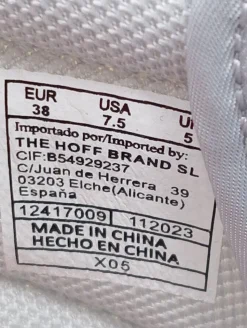 EUR USA U
38 7.5 5
Importado por/Imported by:
THE HOFF BRAND SL
CIF:B54929237
C/Juan de Herrera 39
03203 Elche(Alicante)
España
12417009 112023
MADE IN CHINA
HECHO EN CHINA
X05